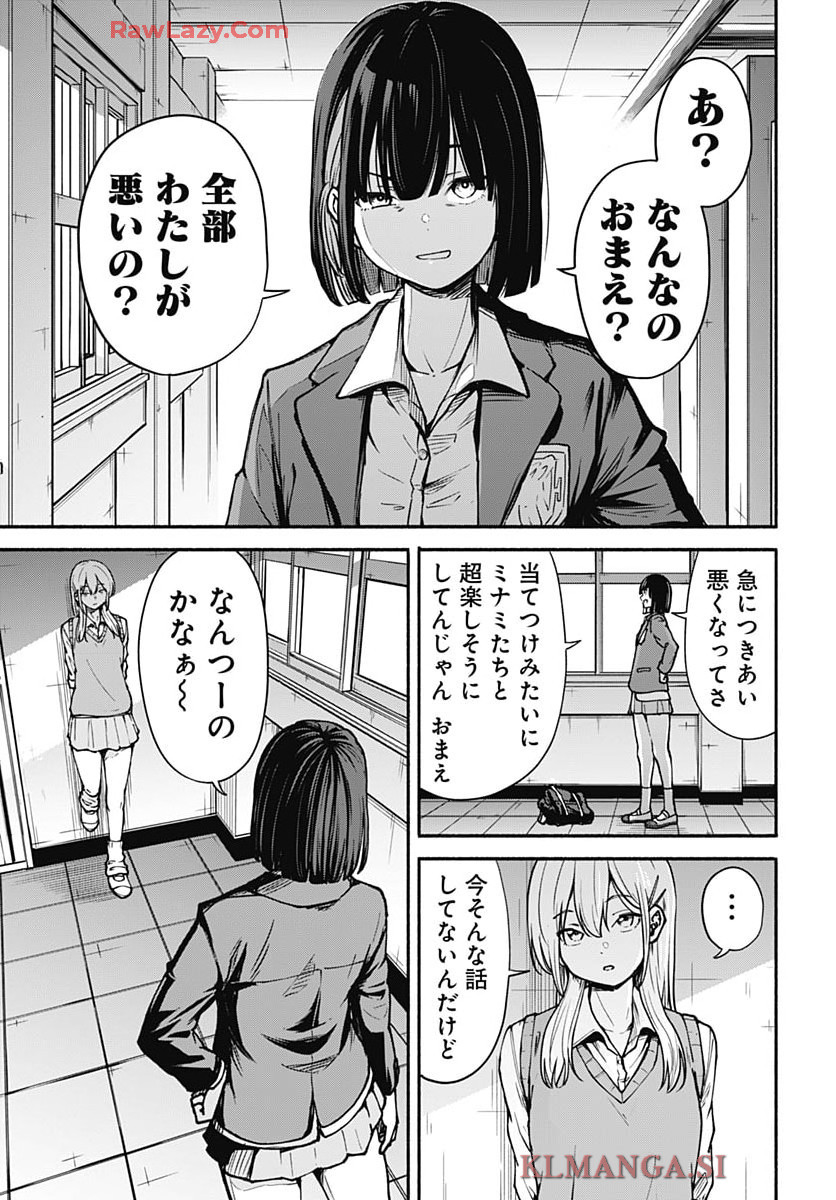 RawLazy.Com
あ？
なんなの
おまえ？
全部
わたしが
悪いの？
急につきあい
悪くなってさ
当てつけみたいに
ミナミたちと
超楽しそうに
してんじゃん
おまえ
…
今そんな話
してないんだけど
なんつーの
かなぁ～
KLMANGA.SI